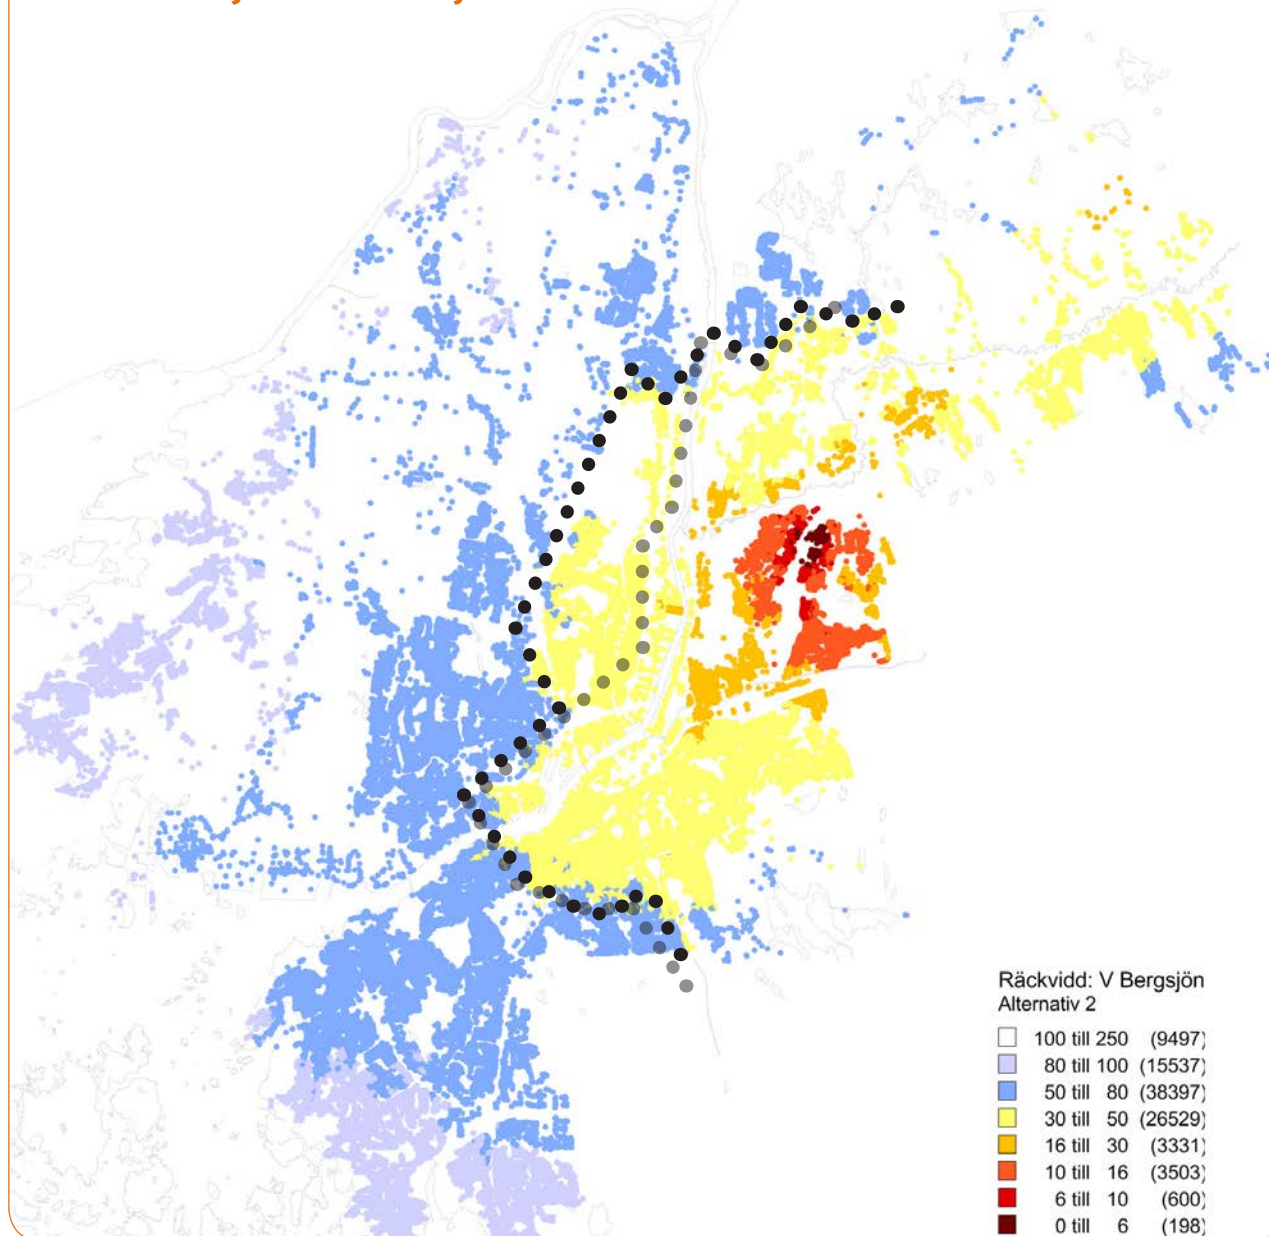 Räckvidd: V Bergsjön
Alternativ 2
100 till 250 (9497)
80 till 100 (15537)
50 till 80 (38397)
30 till 50 (26529)
16 till 30 (3331)
10 till 16 (3503)
6 till 10 (600)
0 till 6 (198)